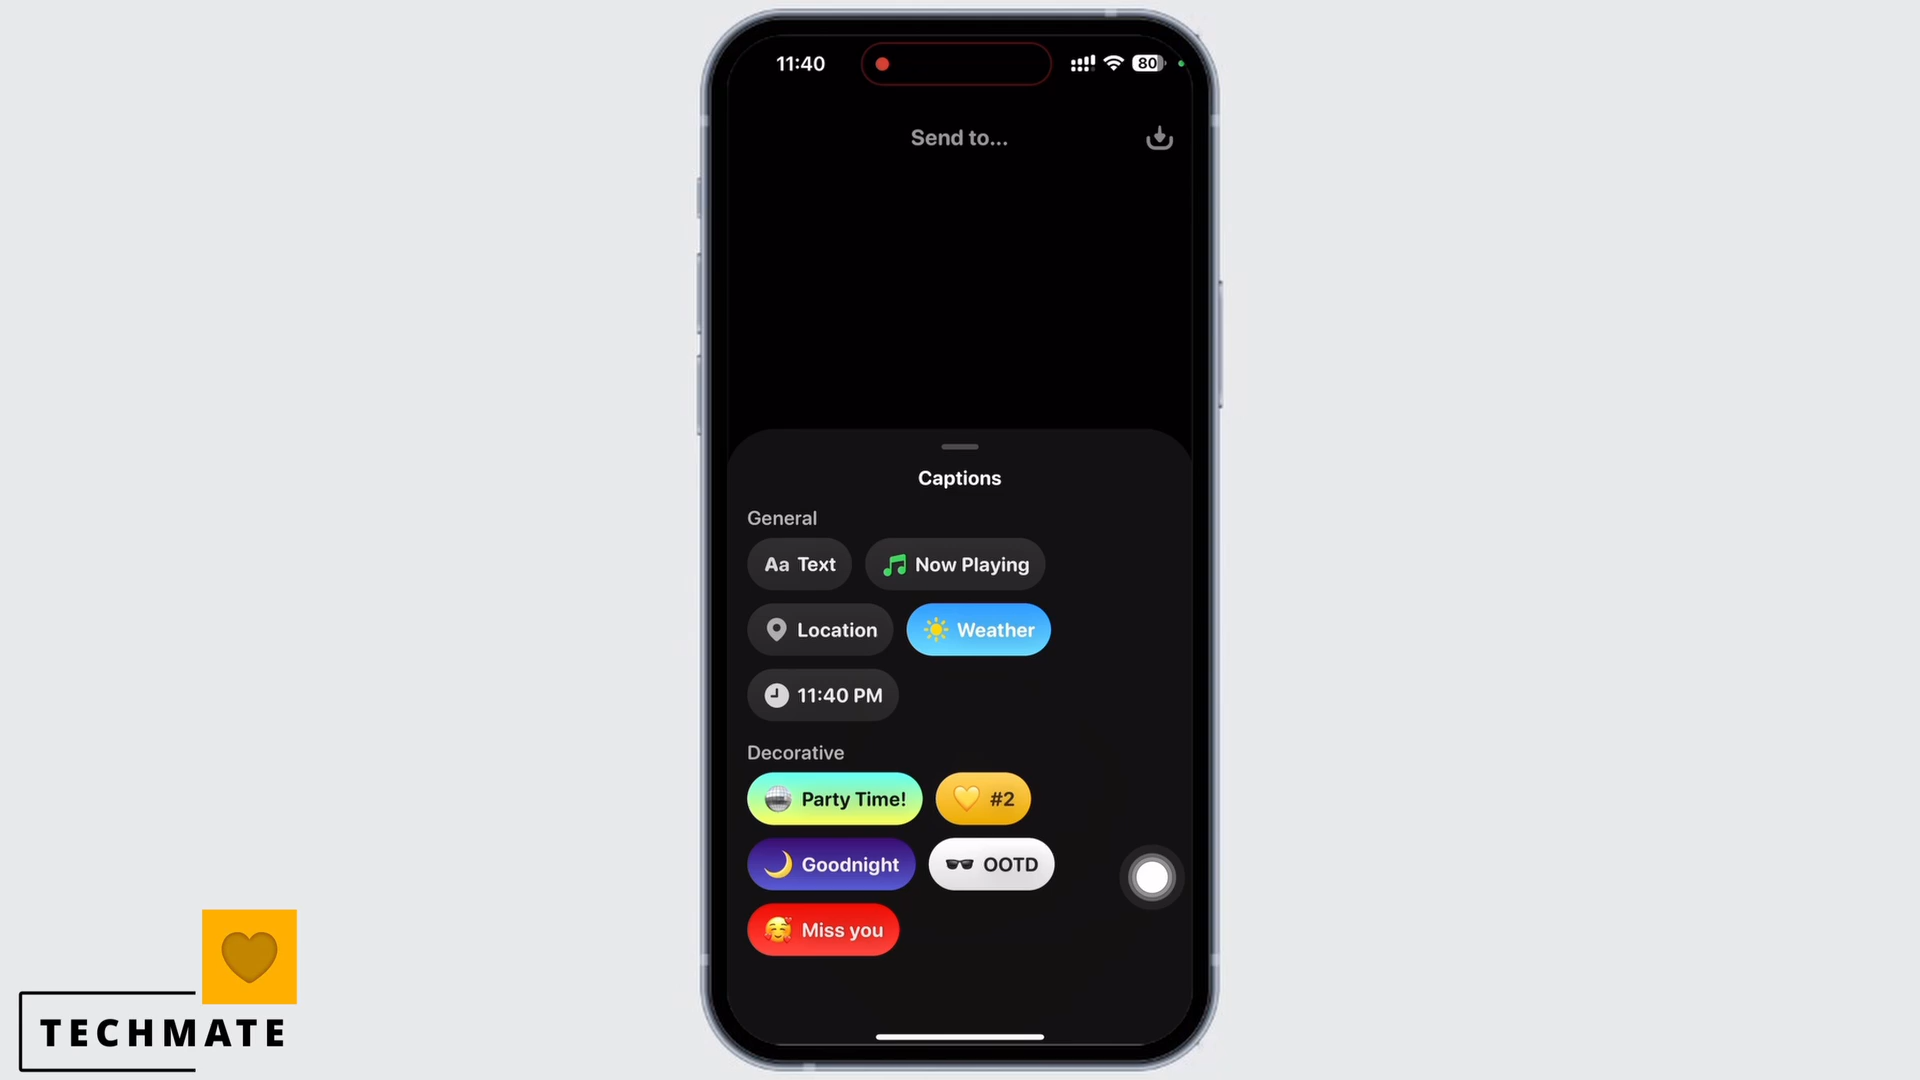 11:40
80
Send to...
Captions
General
Aa Text
Now Playing
Location
Weather
11:40 PM
Decorative
Party Time!
#2
Goodnight
OOTD
Miss you
TECHMATE